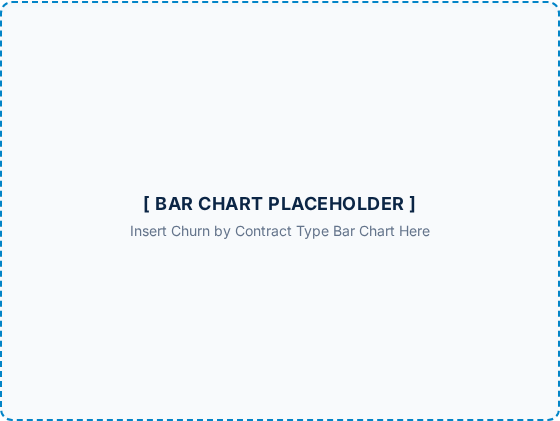 [ BAR CHART PLACEHOLDER ]
Insert Churn by Contract Type Bar Chart Here